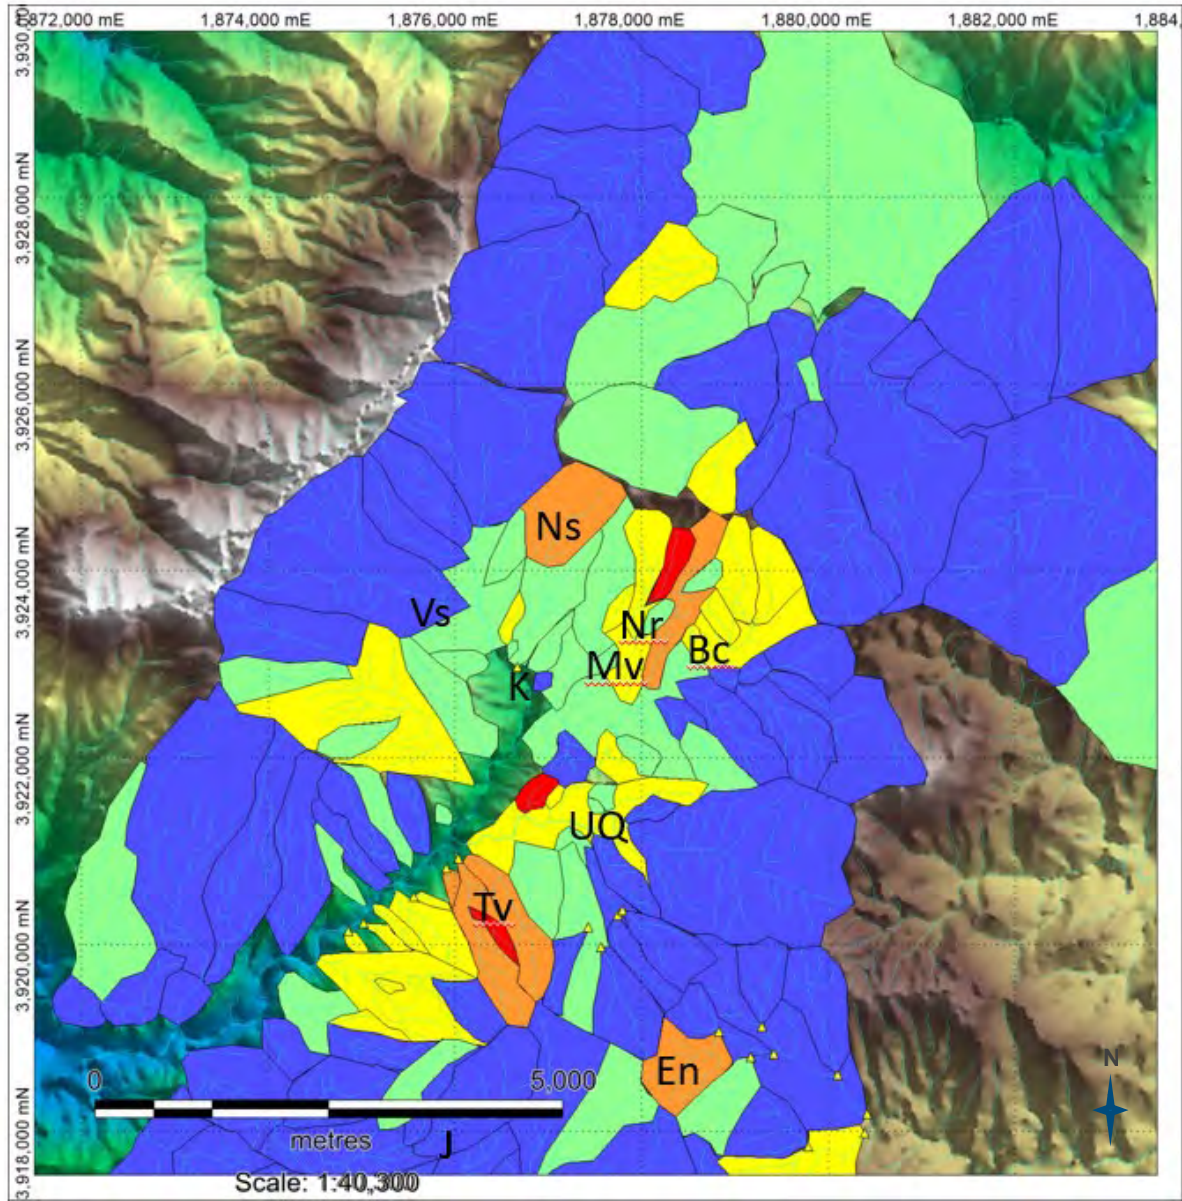 1,872,000 mE 1,874,000 mE 1,876,000 mE 1,878,000 mE 1,880,000 mE 1,882,000 mE 1,884,
3,930,0
3,928,000 mN
3,926,000 mN
3,924,000 mN
3,922,000 mN
3,920,000 mN
3,918,000 mN
Ns
Vs
Nr
Bc
Mv
K
UQ
Tv
En
N
0 5,000
metres
J
Scale: 1:40,300